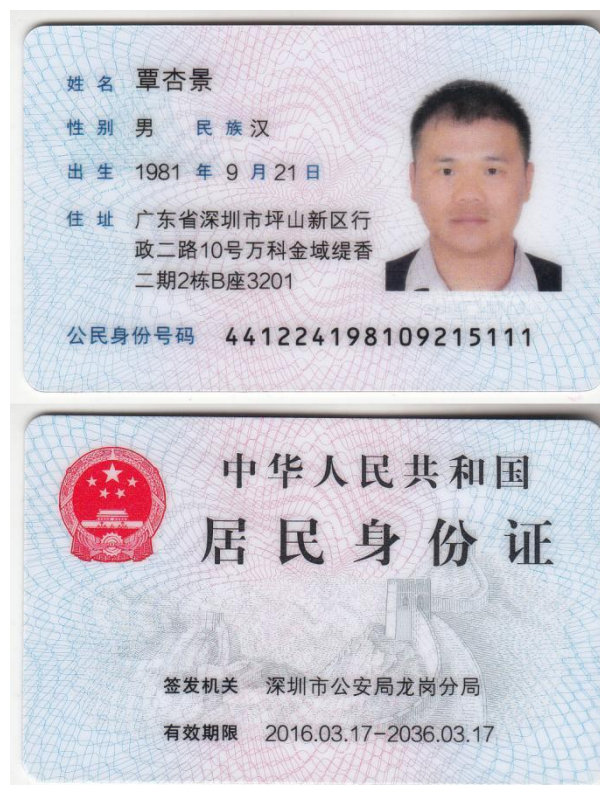 姓名 覃杏景
性别 男 民族 汉
出生 1981 年 9 月 21 日
住址 广东省深圳市坪山新区行
政二路10号万科金域缇香
二期2栋B座3201
公民身份号码 441224198109215111
中华人民共和国
居民身份证
签发机关 深圳市公安局龙岗分局
有效期限 2016.03.17-2036.03.17